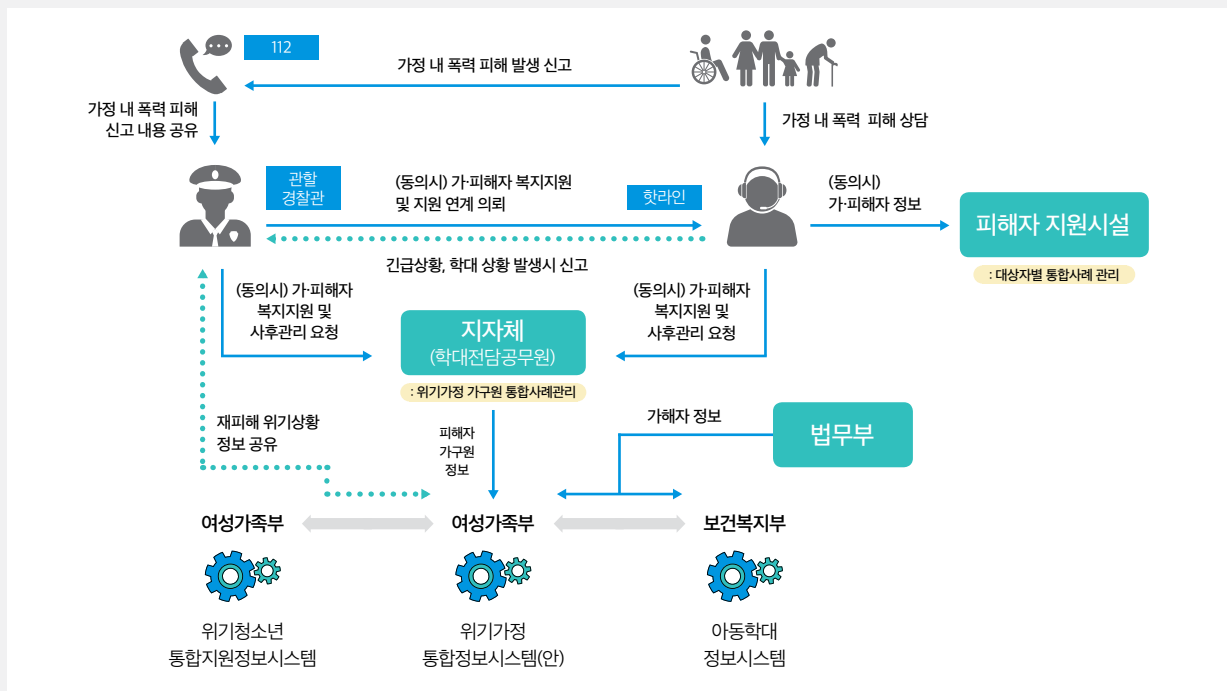 112
가정 내 폭력 피해 발생 신고
가정 내 폭력 피해
신고 내용 공유
가정 내 폭력 피해 상담
관할
경찰관
(동의시) 가·피해자 복지지원
및 지원 연계 의뢰
핫라인
(동의시)
가·피해자 정보
피해자 지원시설
: 대상자별 통합사례 관리
긴급상황, 학대 상황 발생시 신고
(동의시) 가·피해자
복지지원 및
사후관리 요청
(동의시) 가·피해자
복지지원 및
사후관리 요청
지자체
(학대전담공무원)
: 위기가정 가구원 통합사례관리
재피해 위기상황
정보 공유
피해자
가구원
정보
가해자 정보
법무부
여성가족부
여성가족부
보건복지부
위기청소년
통합지원정보시스템
위기가정
통합정보시스템(안)
아동학대
정보시스템